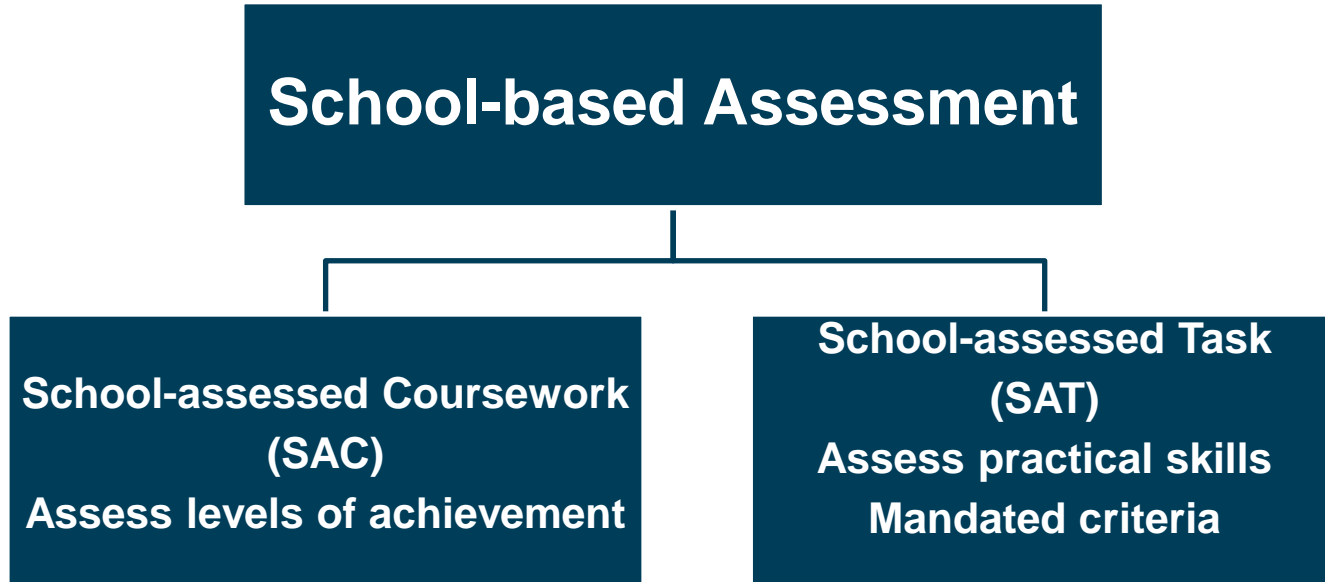 School-based Assessment
School-assessed Coursework
(SAC)
Assess levels of achievement
School-assessed Task
(SAT)
Assess practical skills
Mandated criteria